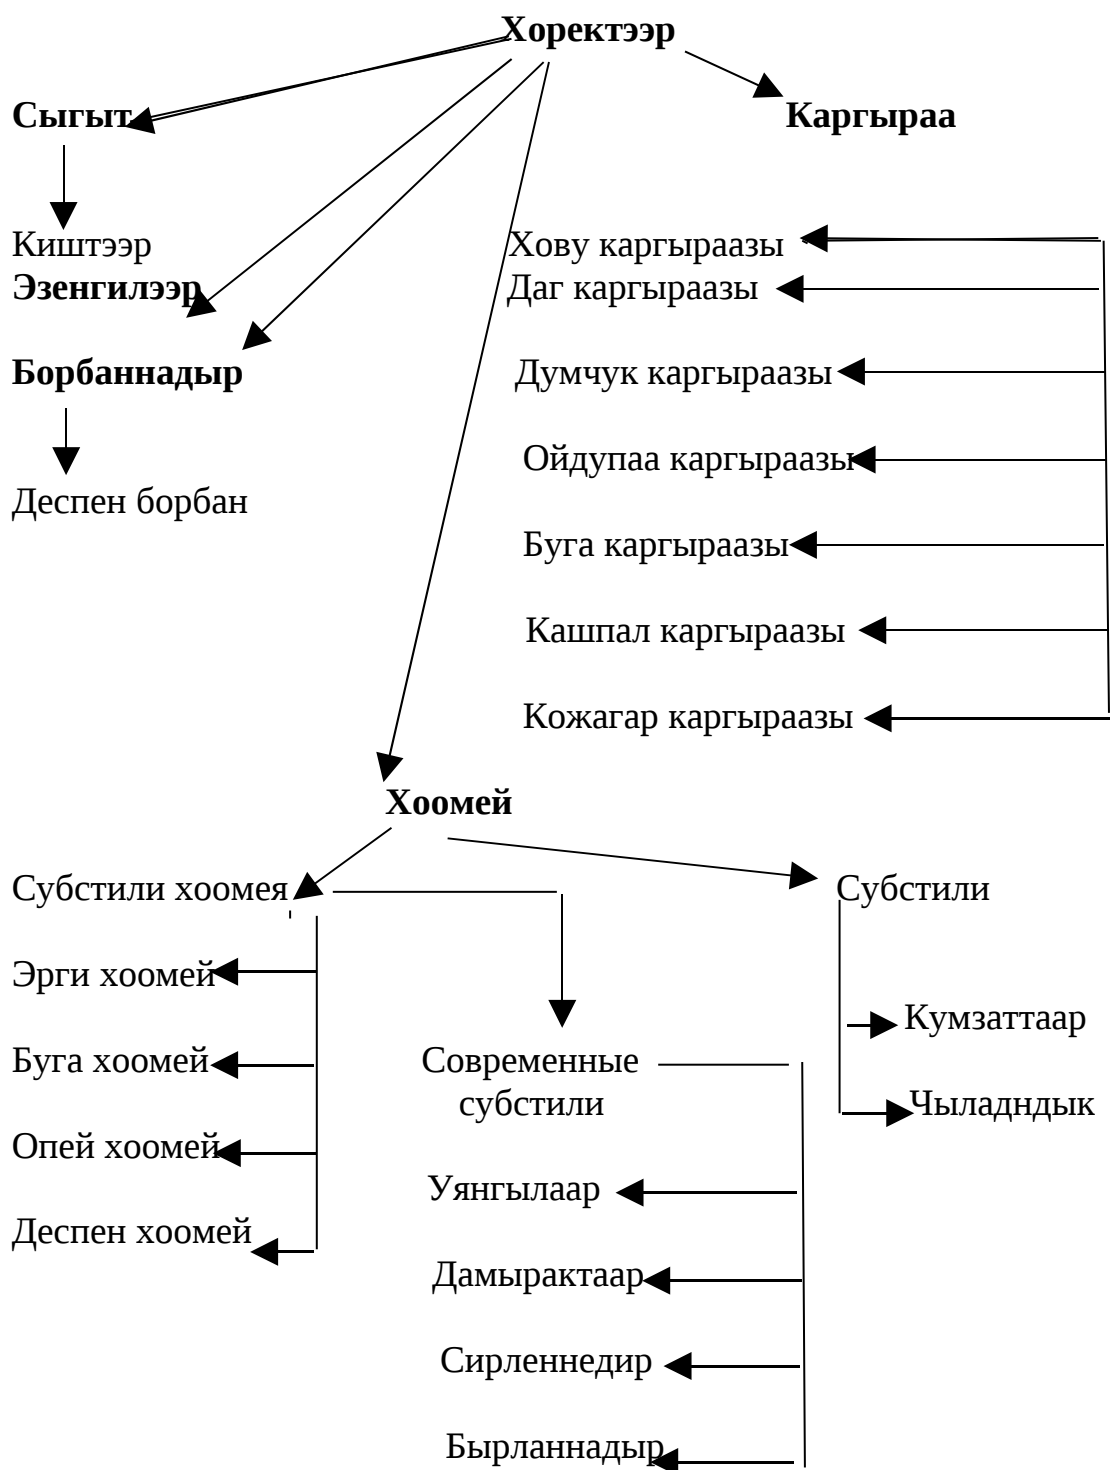 Хоректээр
Сыгыт
Каргыраа
Киштээр
Хову каргыраазы
Эзенгилээр
Даг каргыраазы
Борбаннадыр
Думчук каргыраазы
Ойдупаа каргыраазы
Деспен борбан
Буга каргыраазы
Кашпал каргыраазы
Кожагар каргыраазы
Хоомей
Субстили хоомея
Субстили
Эрги хоомей
Кумзаттаар
Буга хоомей
Современные
субстили
Чыладндык
Опей хоомей
Уянгылаар
Деспен хоомей
Дамырактаар
Сирленнедир
Бырланнадыр